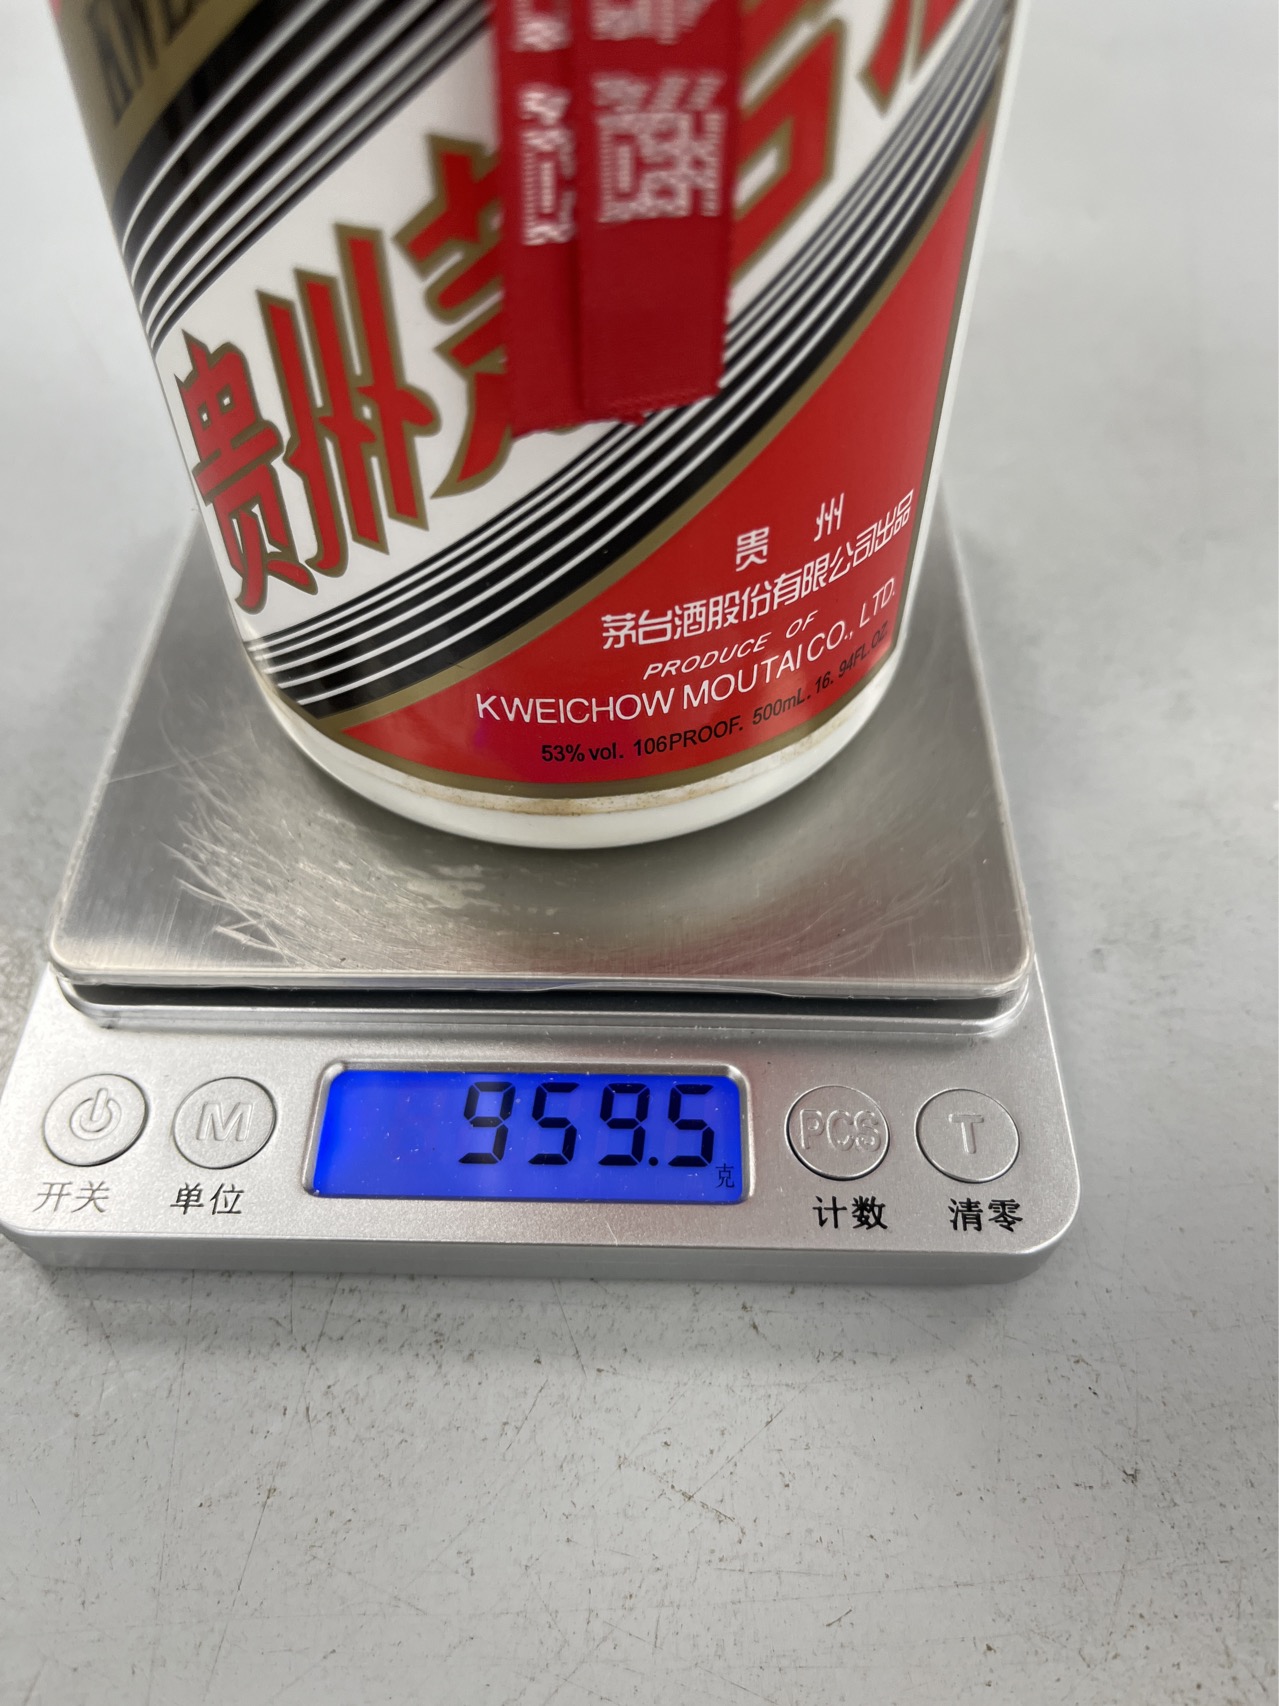 贵州茅台
贵州
茅台酒股份有限公司出品
PRODUCE OF
KWEICHOW MOUTAI CO., LTD.
53% vol. 106PROOF. 500mL. 16. 94FL. OZ
959.5
克
M
PCS
T
开关
单位
计数
清零